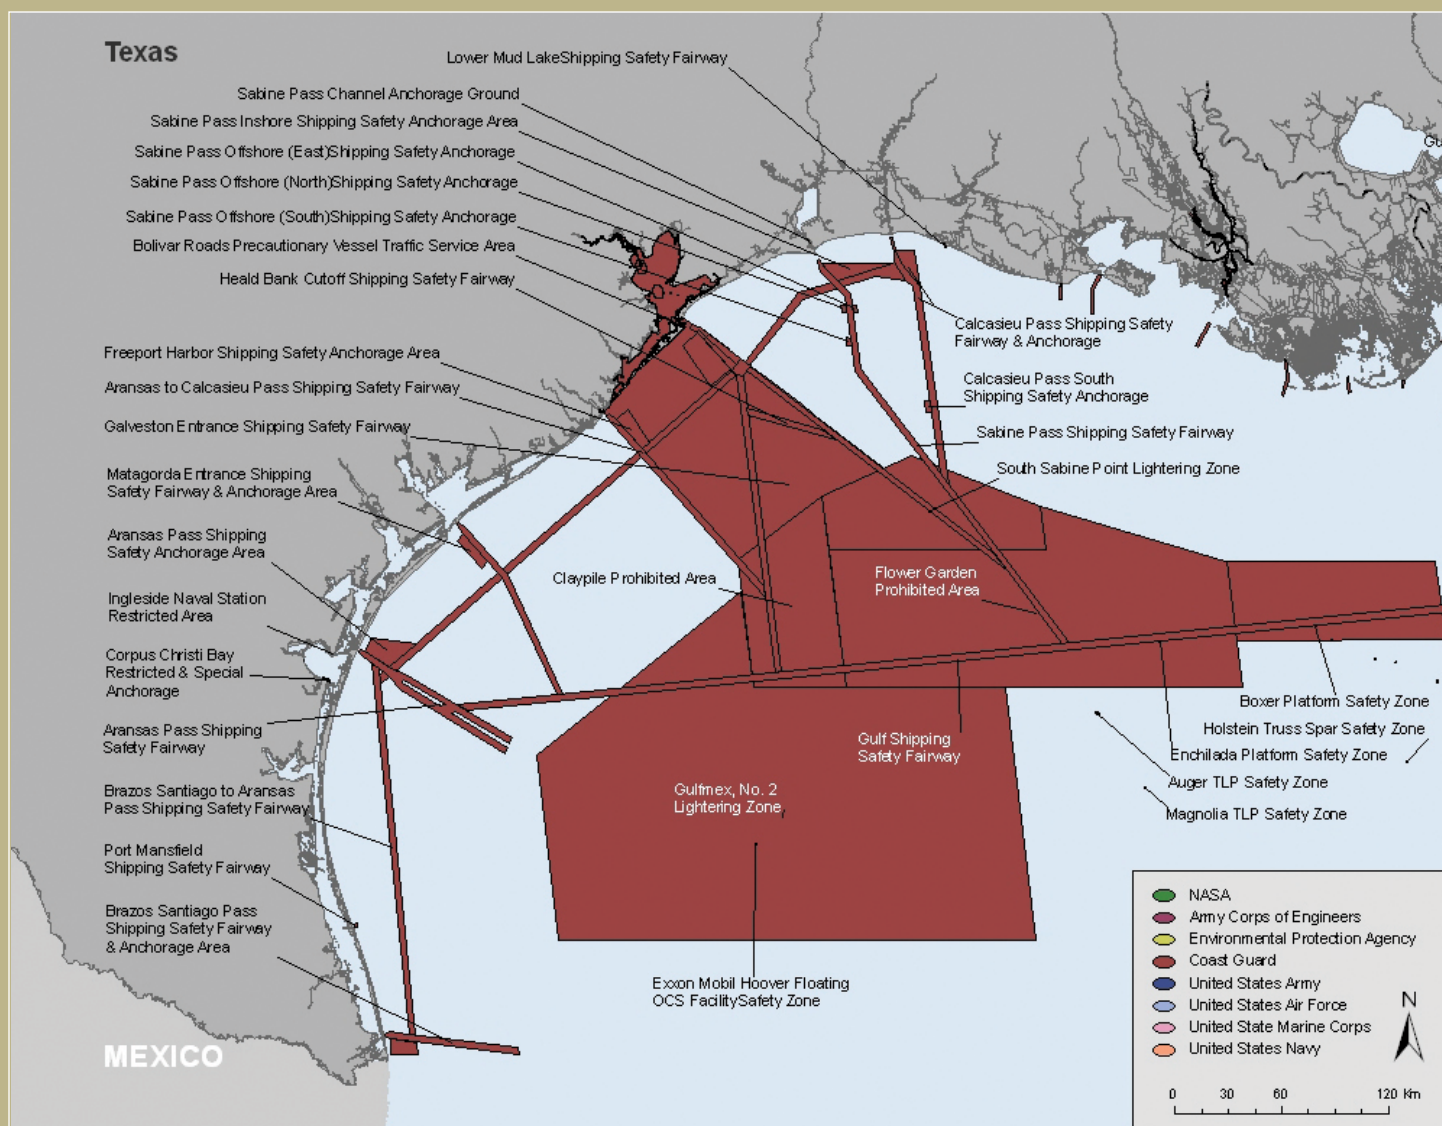 Texas
Lower Mud LakeShipping Safety Fairway
Sabine Pass Channel Anchorage Ground
Sabine Pass Inshore Shipping Safety Anchorage Area
Sabine Pass Offshore (East)Shipping Safety Anchorage
Sabine Pass Offshore (North)Shipping Safety Anchorage
Sabine Pass Offshore (South)Shipping Safety Anchorage
Bolivar Roads Precautionary Vessel Traffic Service Area
Heald Bank Cutoff Shipping Safety Fairway
Freeport Harbor Shipping Safety Anchorage Area
Aransas to Calcasieu Pass Shipping Safety Fairway
Galveston Entrance Shipping Safety Fairway
Matagorda Entrance Shipping
Safety Fairway & Anchorage Area
Aransas Pass Shipping
Safety Anchorage Area
Ingleside Naval Station
Restricted Area
Corpus Christi Bay
Restricted & Special
Anchorage
Aransas Pass Shipping
Safety Fairway
Brazos Santiago to Aransas
Pass Shipping Safety Fairway
Port Mansfield
Shipping Safety Fairway
Brazos Santiago Pass
Shipping Safety Fairway
& Anchorage Area
MEXICO
Gu
Calcasieu Pass Shipping Safety
Fairway & Anchorage
Calcasieu Pass South
Shipping Safety Anchorage
Sabine Pass Shipping Safety Fairway
South Sabine Point Lightering Zone
Claypile Prohibited Area
Flower Garden
Prohibited Area
Gulf Shipping
Safety Fairway
Gulfmex, No. 2
Lightering Zone
Exxon Mobil Hoover Floating
OCS FacilitySafety Zone
Boxer Platform Safety Zone
Holstein Truss Spar Safety Zone
Enchilada Platform Safety Zone
Auger TLP Safety Zone
Magnolia TLP Safety Zone
NASA
Army Corps of Engineers
Environmental Protection Agency
Coast Guard
United States Army
United States Air Force
United State Marine Corps
United States Navy
N
0 30 60 120 Km